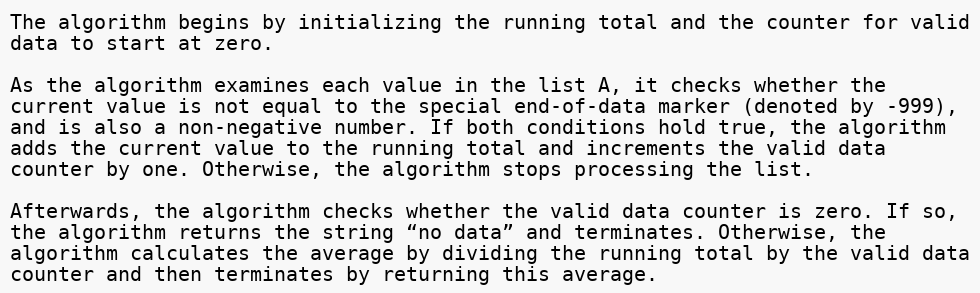 The algorithm begins by initializing the running total and the counter for valid
data to start at zero.
As the algorithm examines each value in the list A, it checks whether the
current value is not equal to the special end-of-data marker (denoted by -999),
and is also a non-negative number. If both conditions hold true, the algorithm
adds the current value to the running total and increments the valid data
counter by one. Otherwise, the algorithm stops processing the list.
Afterwards, the algorithm checks whether the valid data counter is zero. If so,
the algorithm returns the string “no data” and terminates. Otherwise, the
algorithm calculates the average by dividing the running total by the valid data
counter and then terminates by returning this average.